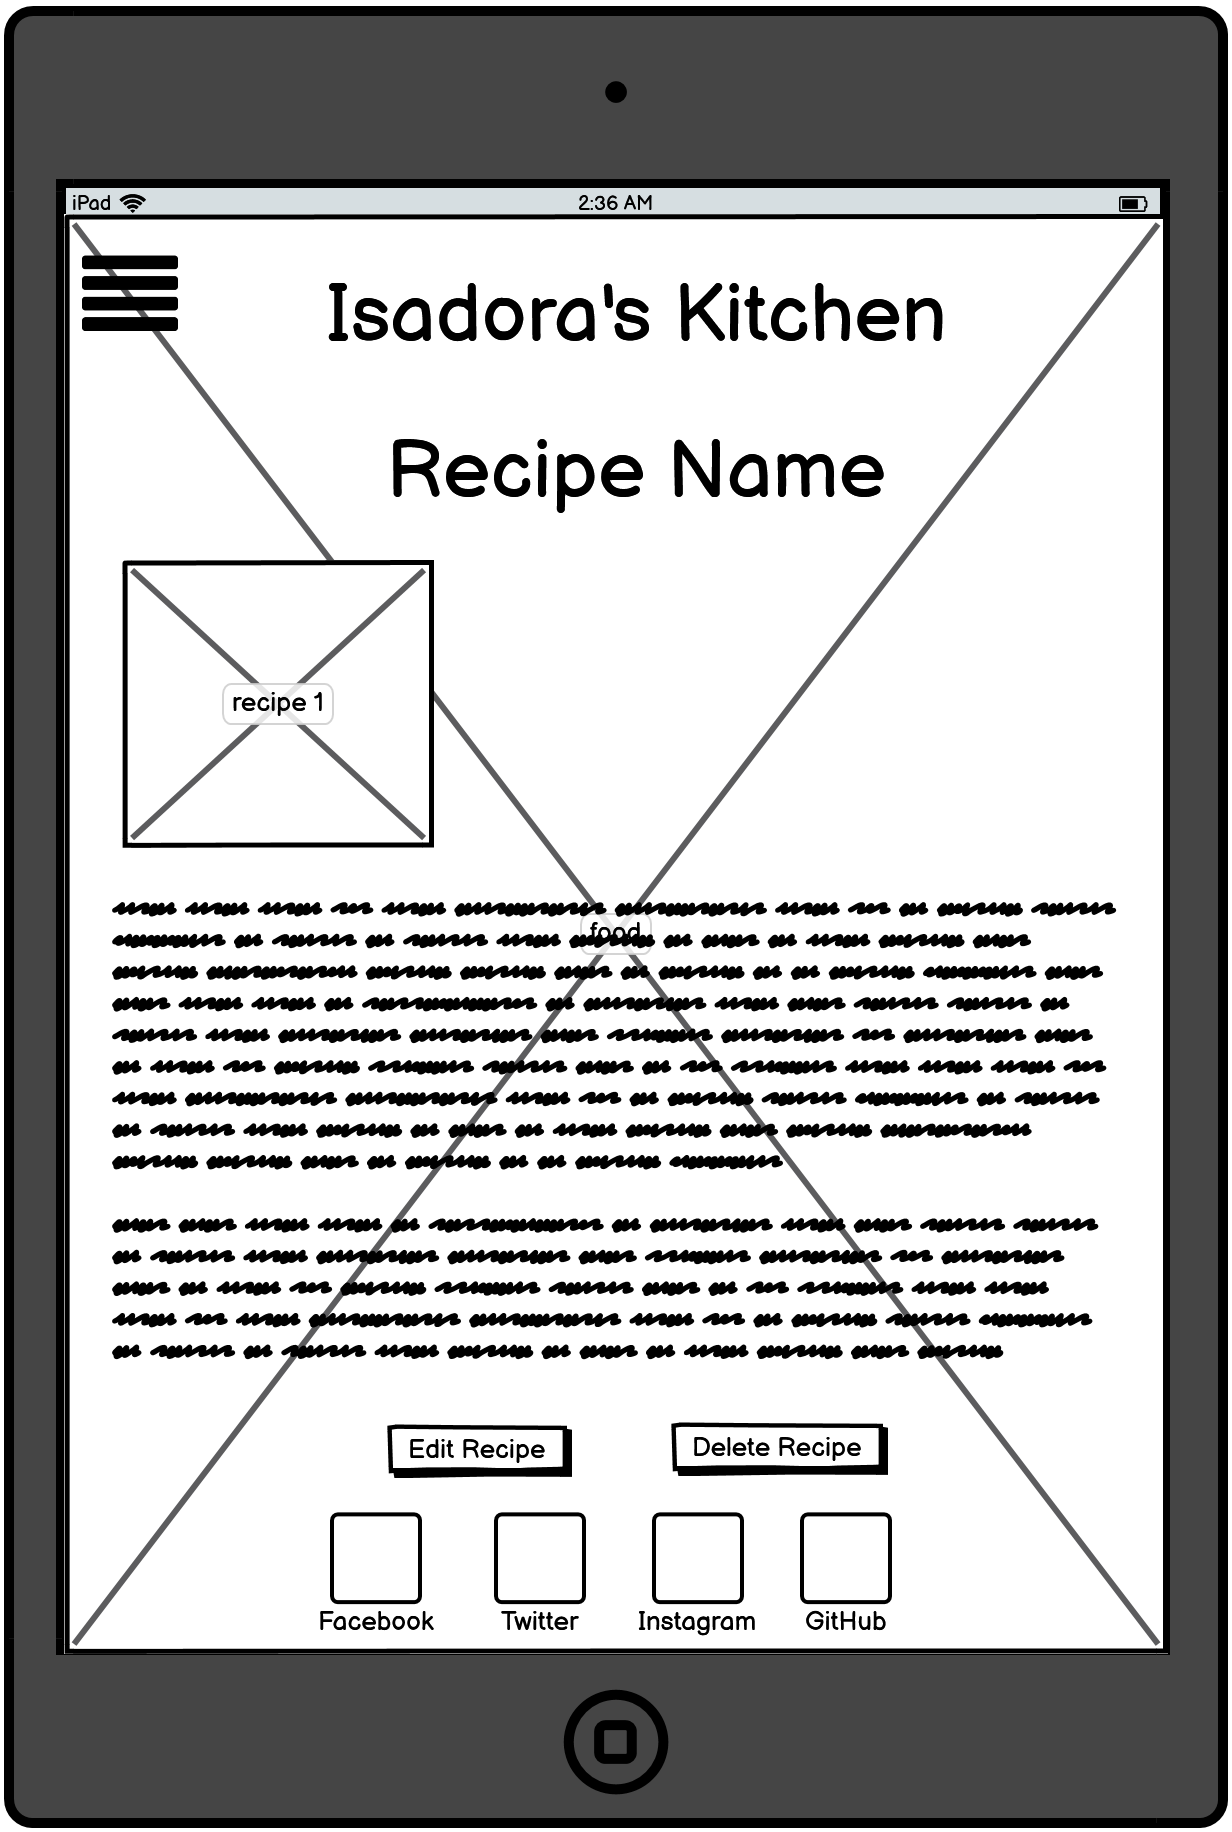 iPad 2:36 AM
Isadora's Kitchen
Recipe Name
recipe 1
food
Edit Recipe Delete Recipe
Facebook Twitter Instagram GitHub